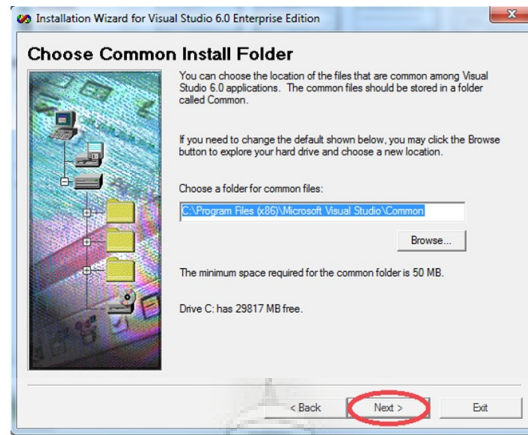 Installation Wizard for Visual Studio 6.0 Enterprise Edition
Choose Common Install Folder
You can choose the location of the files that are common among Visual
Studio 6.0 applications. The common files should be stored in a folder
called Common.
If you need to change the default shown below, you may click the Browse
button to explore your hard drive and choose a new location.
Choose a folder for common files:
C:\Program Files (x86)\Microsoft Visual Studio\Common
Browse...
The minimum space required for the common folder is 50 MB.
Drive C: has 29817 MB free.
< Back Next > Exit